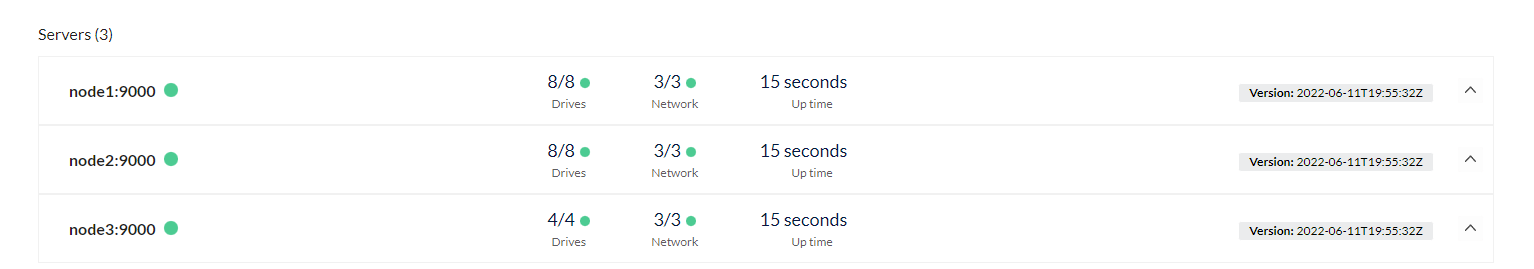 Servers (3)
node1:9000 8/8 3/3 15 seconds
Drives Network Up time
Version: 2022-06-11T19:55:32Z
node2:9000 8/8 3/3 15 seconds
Drives Network Up time
Version: 2022-06-11T19:55:32Z
node3:9000 4/4 3/3 15 seconds
Drives Network Up time
Version: 2022-06-11T19:55:32Z